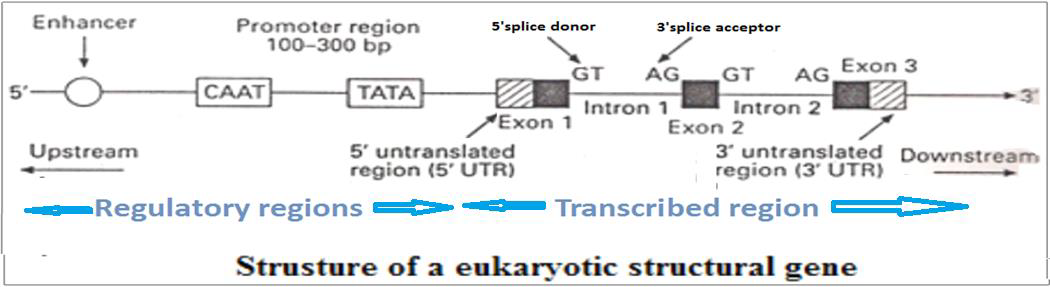 Enhancer
Promoter region
100–300 bp
5'splice donor
3'splice acceptor
GT
AG
GT
AG
Exon 3
5′
CAAT
TATA
3'
Intron 1
Intron 2
Exon 1
Exon 2
Upstream
5′ untranslated
region (5′ UTR)
3′ untranslated
region (3′ UTR)
Downstream
Regulatory regions
Transcribed region
Strusture of a eukaryotic structural gene